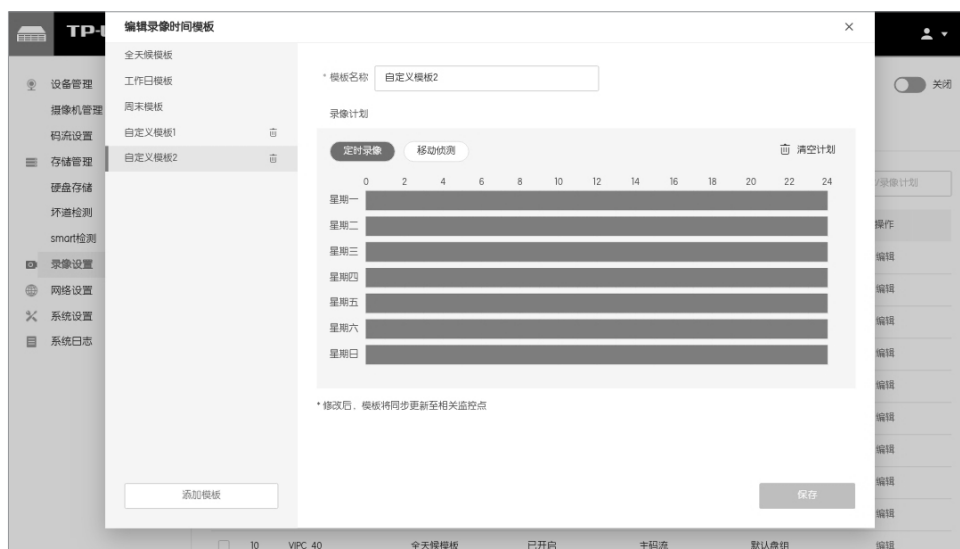 TP-L
编辑录像时间模板
全天候模板
工作日模板
周末模板
自定义模板1
自定义模板2
添加模板
* 模板名称 自定义模板2
录像计划
定时录像 移动侦测 清空计划
0 2 4 6 8 10 12 14 16 18 20 22 24
星期一
星期二
星期三
星期四
星期五
星期六
星期日
* 修改后，模板将同步更新至相关监控点
保存
设备管理
摄像机管理
码流设置
存储管理
硬盘存储
坏道检测
smart检测
录像设置
网络设置
系统设置
系统日志
关闭
/录像计划
操作
编辑
编辑
编辑
编辑
编辑
编辑
编辑
编辑
编辑
10 VIPC_40 全天候模板 已开启 主码流 默认盘组 编辑